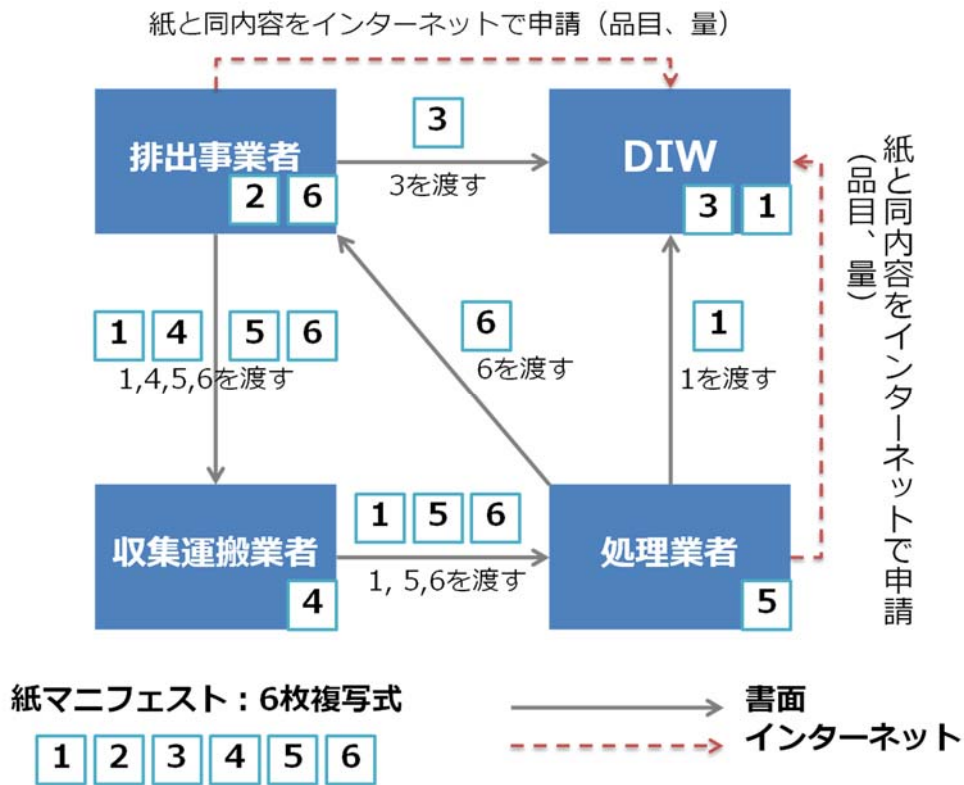 紙と同内容をインターネットで申請（品目、量）
排出事業者
2 6
3
3を渡す
DIW
3 1
紙と同内容をインターネットで申請
（品目、量）
1 4 5 6
1,4,5,6を渡す
6
6を渡す
1
1を渡す
収集運搬業者
4
1 5 6
1, 5,6を渡す
処理業者
5
紙マニフェスト：6枚複写式
1 2 3 4 5 6
書面
インターネット